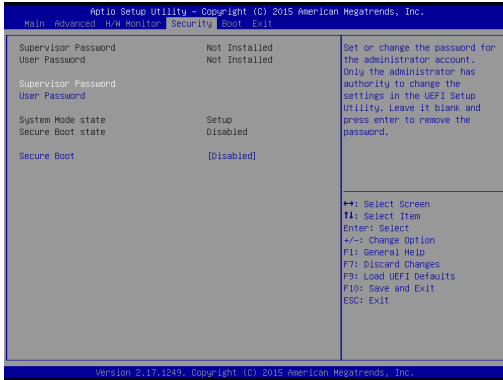 Aptio Setup Utility – Copyright (C) 2015 American Megatrends, Inc.
Main Advanced H/W Monitor Security Boot Exit
Supervisor Password Not Installed
User Password Not Installed
Supervisor Password
User Password
System Mode state Setup
Secure Boot state Disabled
Secure Boot [Disabled]
Set or change the password for
the administrator account.
Only the administrator has
authority to change the
settings in the UEFI Setup
Utility. Leave it blank and
press enter to remove the
password.
↔: Select Screen
↑↓: Select Item
Enter: Select
+/-: Change Option
F1: General Help
F7: Discard Changes
F9: Load UEFI Defaults
F10: Save and Exit
ESC: Exit
Version 2.17.1249. Copyright (C) 2015 American Megatrends, Inc.